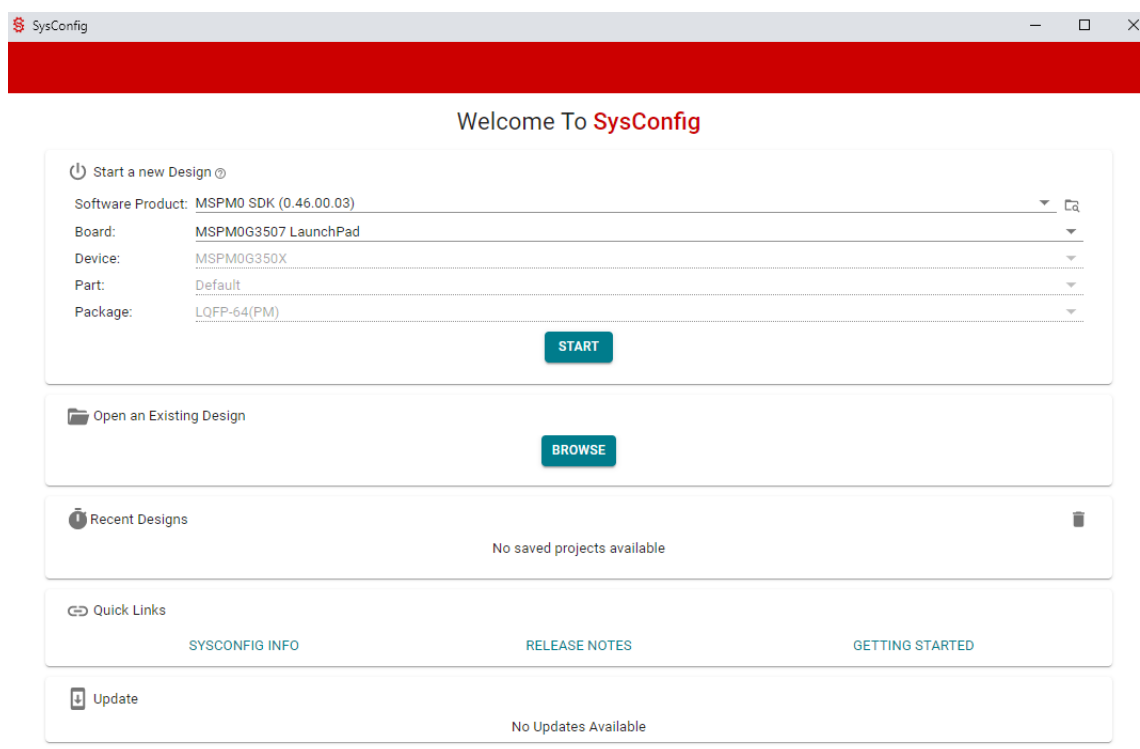 SysConfig
Welcome To SysConfig
Start a new Design
Software Product: MSPM0 SDK (0.46.00.03)
Board: MSPM0G3507 LaunchPad
Device: MSPM0G350X
Part: Default
Package: LQFP-64(PM)
START
Open an Existing Design
BROWSE
Recent Designs
No saved projects available
Quick Links
SYSCONFIG INFO RELEASE NOTES GETTING STARTED
Update
No Updates Available